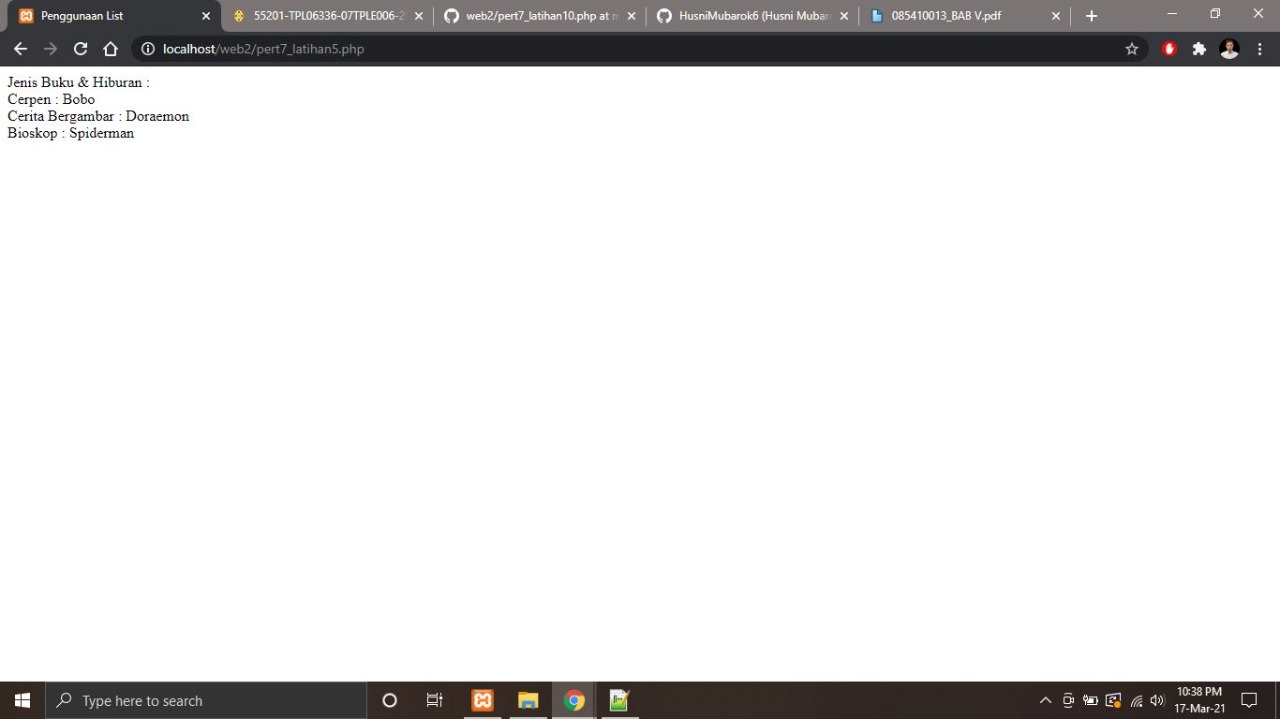 Penggunaan List
55201-TPL06336-07TPLE006-2
web2/pert7_latihan10.php at m
HusniMubarok6 (Husni Mubar
085410013_BAB V.pdf
localhost/web2/pert7_latihan5.php
Jenis Buku & Hiburan :
Cerpen : Bobo
Cerita Bergambar : Doraemon
Bioskop : Spiderman
Type here to search
10:38 PM
17-Mar-21